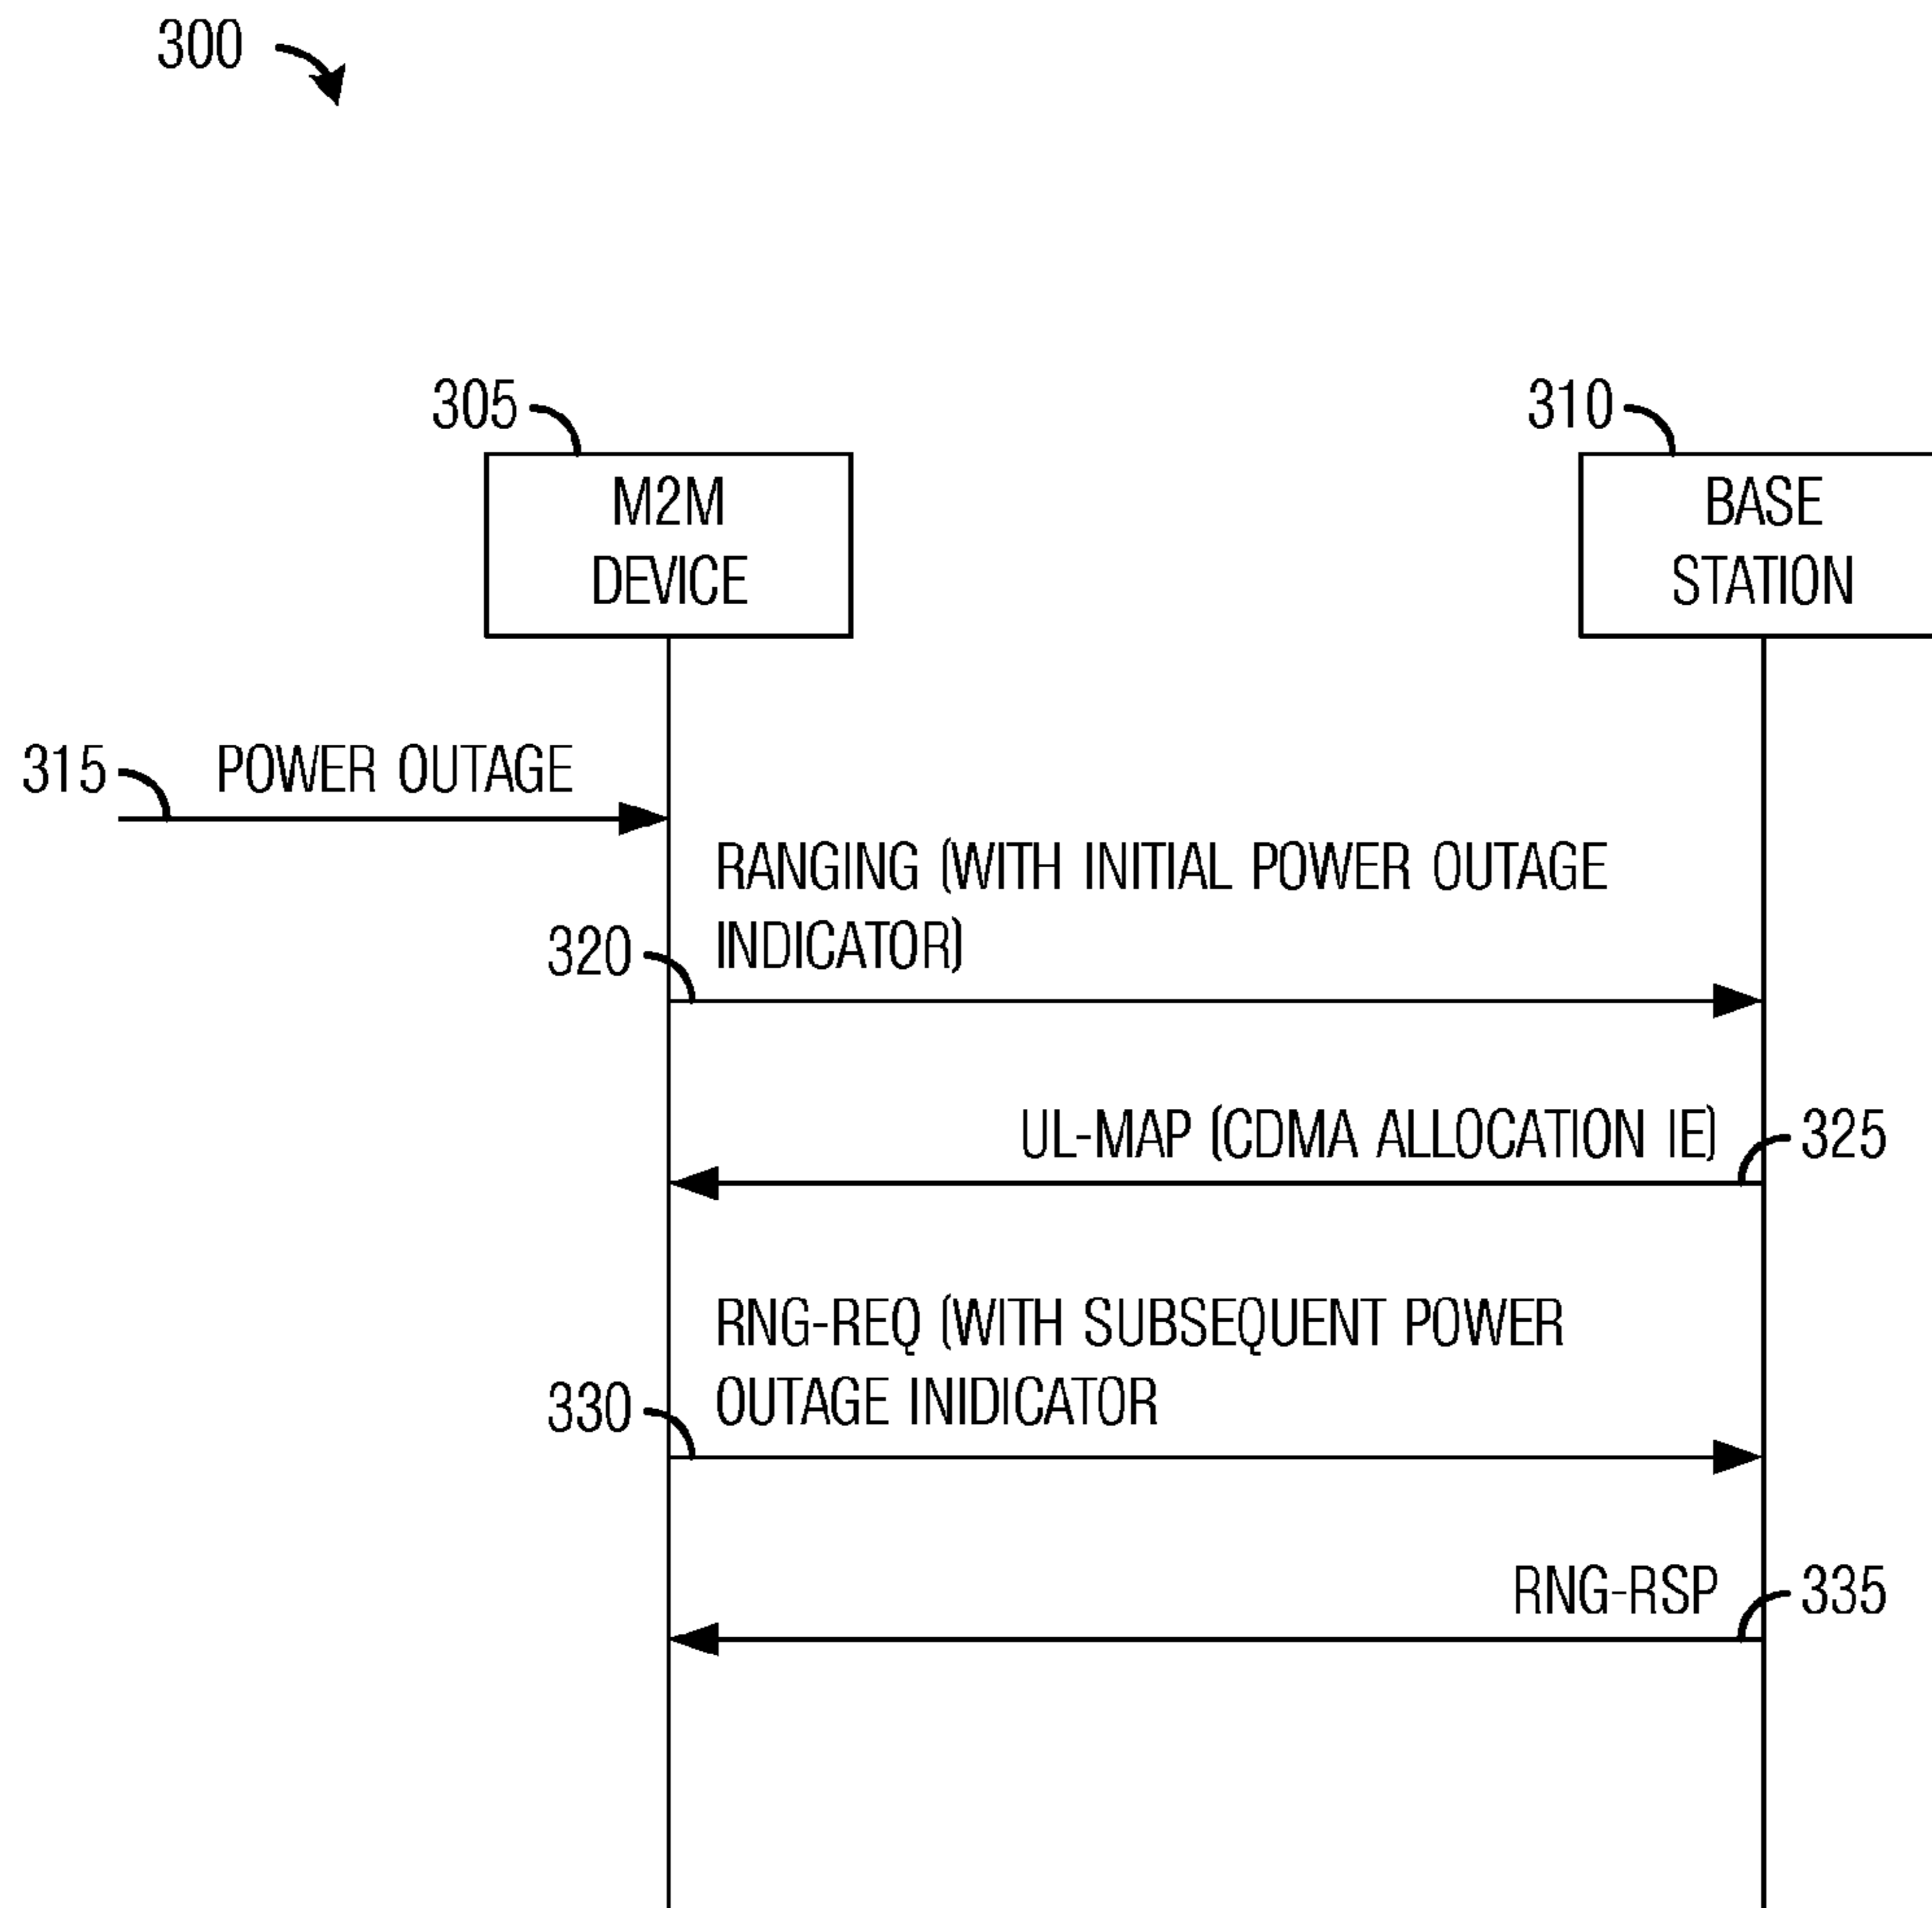 300
305
310
M2M
DEVICE
BASE
STATION
315
POWER OUTAGE
RANGING (WITH INITIAL POWER OUTAGE
INDICATOR)
320
UL-MAP (CDMA ALLOCATION IE)
325
RNG-REQ (WITH SUBSEQUENT POWER
OUTAGE INIDICATOR
330
RNG-RSP
335